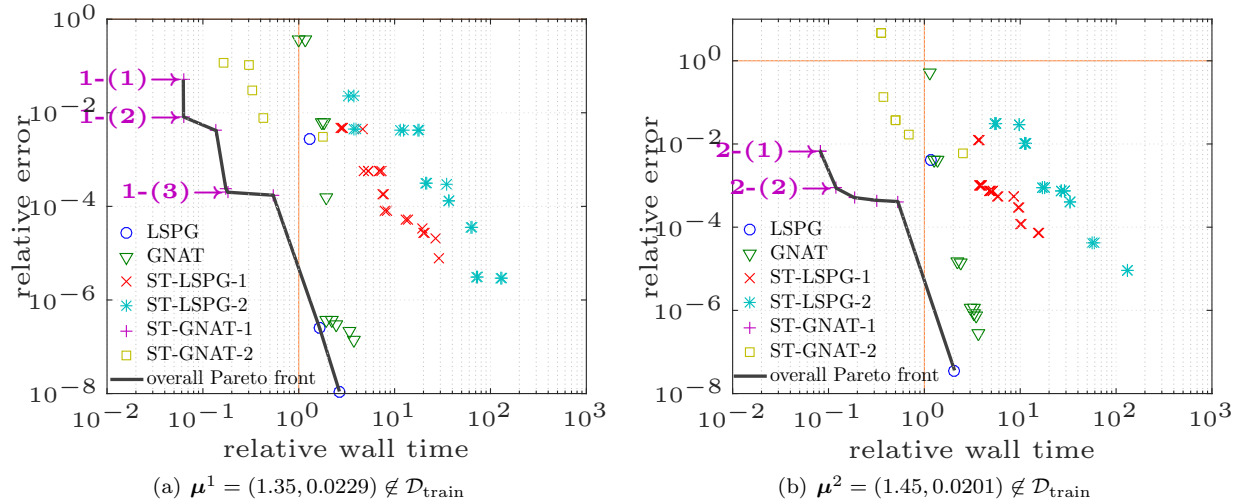 10^0
10^−2
10^−4
10^−6
10^−8
relative error
1-(1)
1-(2)
1-(3)
LSPG
GNAT
ST-LSPG-1
ST-LSPG-2
ST-GNAT-1
ST-GNAT-2
overall Pareto front
10^−2 10^−1 10^0 10^1 10^2 10^3
relative wall time
(a) μ^1 = (1.35, 0.0229) ∉ D_train
10^0
10^−2
10^−4
10^−6
10^−8
relative error
2-(1)
2-(2)
LSPG
GNAT
ST-LSPG-1
ST-LSPG-2
ST-GNAT-1
ST-GNAT-2
overall Pareto front
10^−2 10^−1 10^0 10^1 10^2 10^3
relative wall time
(b) μ^2 = (1.45, 0.0201) ∉ D_train